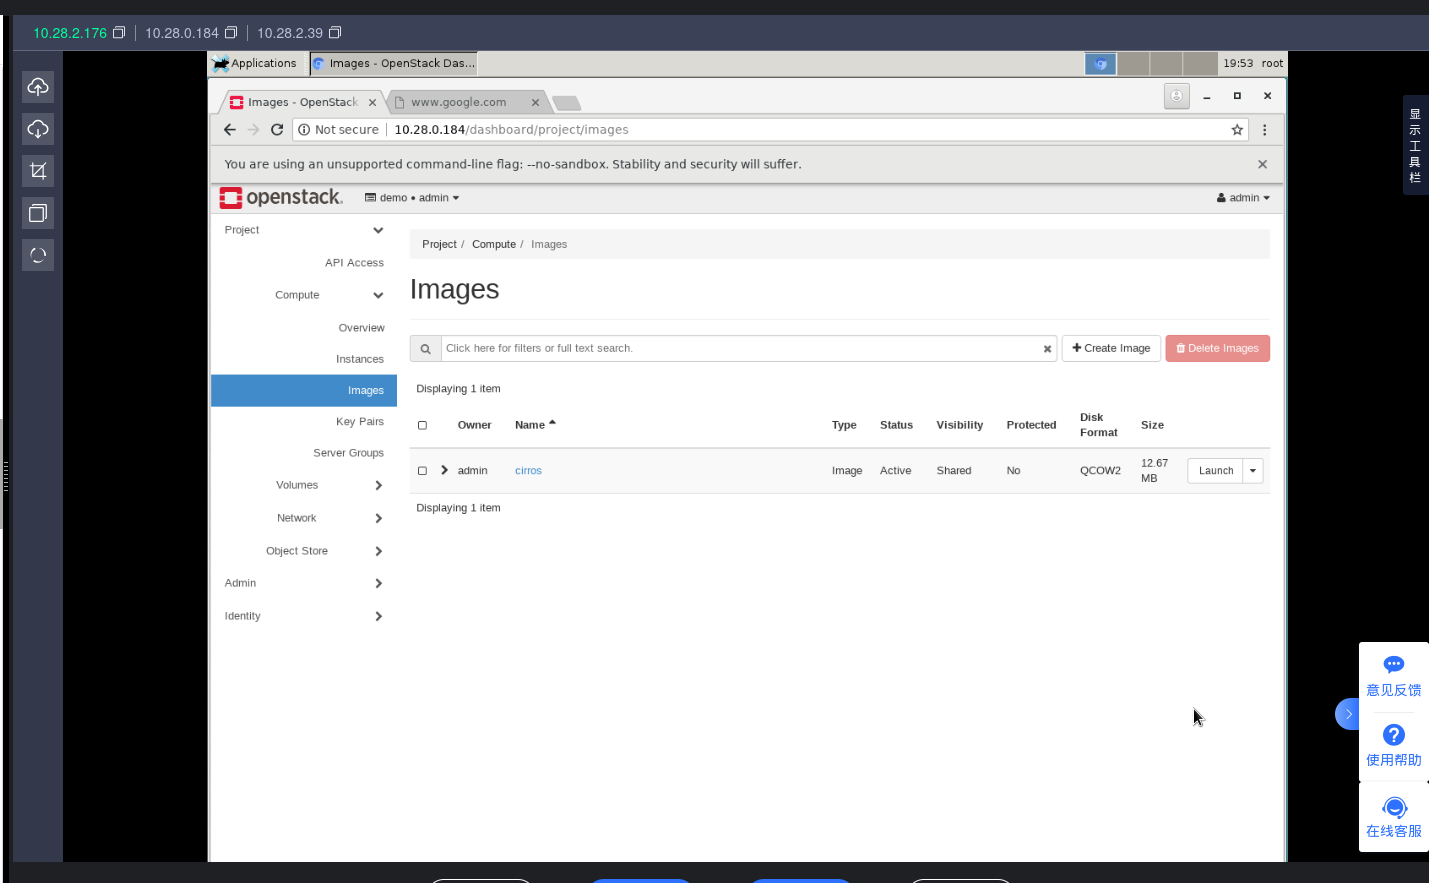 10.28.2.176 10.28.0.184 10.28.2.39
Applications Images - OpenStack Das... 19:53 root
Images - OpenStack www.google.com
Not secure 10.28.0.184/dashboard/project/images
You are using an unsupported command-line flag: --no-sandbox. Stability and security will suffer.
openstack. demo • admin admin
Project
API Access
Compute
Overview
Instances
Images
Key Pairs
Server Groups
Volumes
Network
Object Store
Admin
Identity
Project / Compute / Images
Images
Click here for filters or full text search. Create Image Delete Images
Displaying 1 item
Owner Name Type Status Visibility Protected Disk Format Size
admin cirros Image Active Shared No QCOW2 12.67 MB Launch
Displaying 1 item
显示工具栏
意见反馈
使用帮助
在线客服